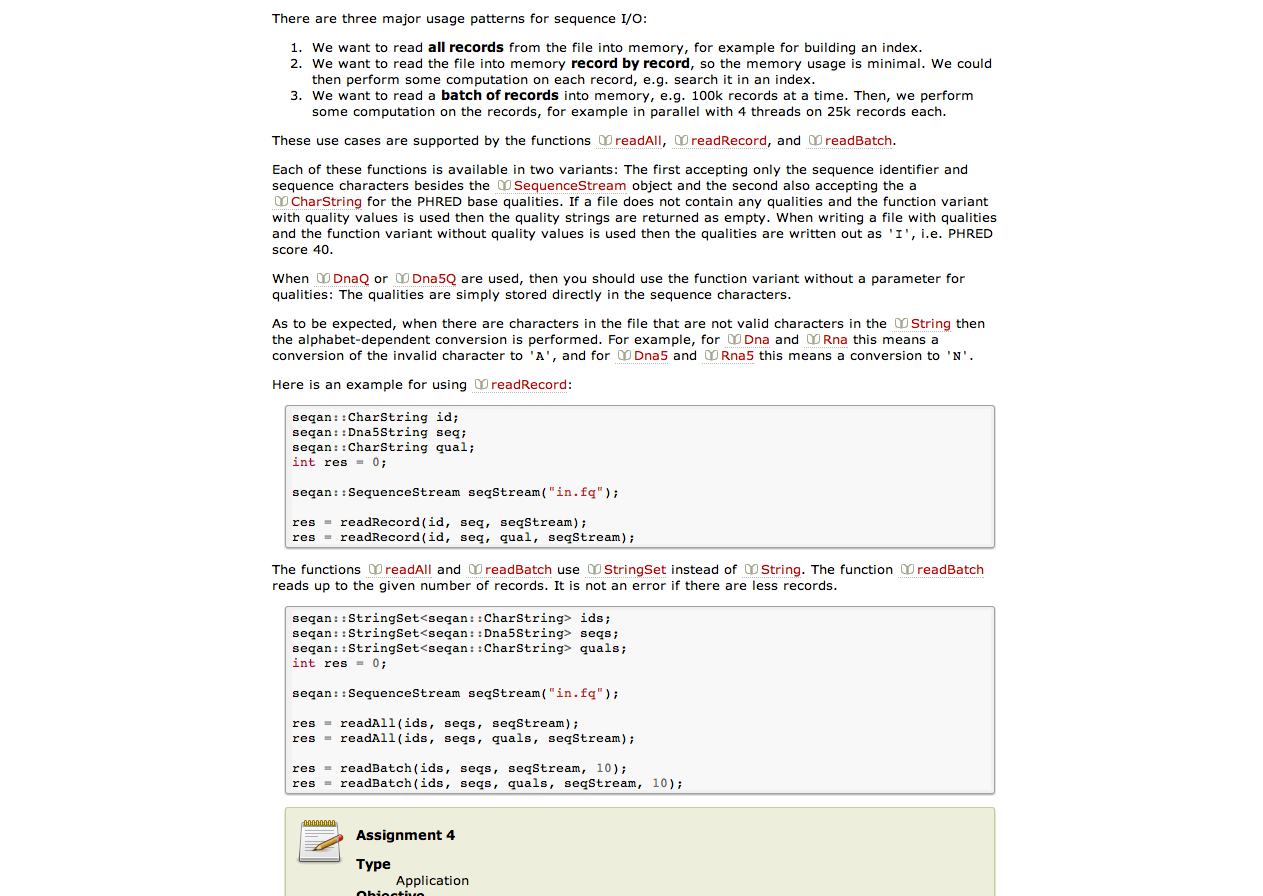 There are three major usage patterns for sequence I/O:
1. We want to read all records from the file into memory, for example for building an index.
2. We want to read the file into memory record by record, so the memory usage is minimal. We could
then perform some computation on each record, e.g. search it in an index.
3. We want to read a batch of records into memory, e.g. 100k records at a time. Then, we perform
some computation on the records, for example in parallel with 4 threads on 25k records each.
These use cases are supported by the functions readAll, readRecord, and readBatch.
Each of these functions is available in two variants: The first accepting only the sequence identifier and
sequence characters besides the SequenceStream object and the second also accepting the a
CharString for the PHRED base qualities. If a file does not contain any qualities and the function variant
with quality values is used then the quality strings are returned as empty. When writing a file with qualities
and the function variant without quality values is used then the qualities are written out as 'I', i.e. PHRED
score 40.
When DnaQ or Dna5Q are used, then you should use the function variant without a parameter for
qualities: The qualities are simply stored directly in the sequence characters.
As to be expected, when there are characters in the file that are not valid characters in the String then
the alphabet-dependent conversion is performed. For example, for Dna and Rna this means a
conversion of the invalid character to 'A', and for Dna5 and Rna5 this means a conversion to 'N'.
Here is an example for using readRecord:
seqan::CharString id;
seqan::Dna5String seq;
seqan::CharString qual;
int res = 0;
seqan::SequenceStream seqStream("in.fq");
res = readRecord(id, seq, seqStream);
res = readRecord(id, seq, qual, seqStream);
The functions readAll and readBatch use StringSet instead of String. The function readBatch
reads up to the given number of records. It is not an error if there are less records.
seqan::StringSet<seqan::CharString> ids;
seqan::StringSet<seqan::Dna5String> seqs;
seqan::StringSet<seqan::CharString> quals;
int res = 0;
seqan::SequenceStream seqStream("in.fq");
res = readAll(ids, seqs, seqStream);
res = readAll(ids, seqs, quals, seqStream);
res = readBatch(ids, seqs, seqStream, 10);
res = readBatch(ids, seqs, quals, seqStream, 10);
Assignment 4
Type
Application
Objective